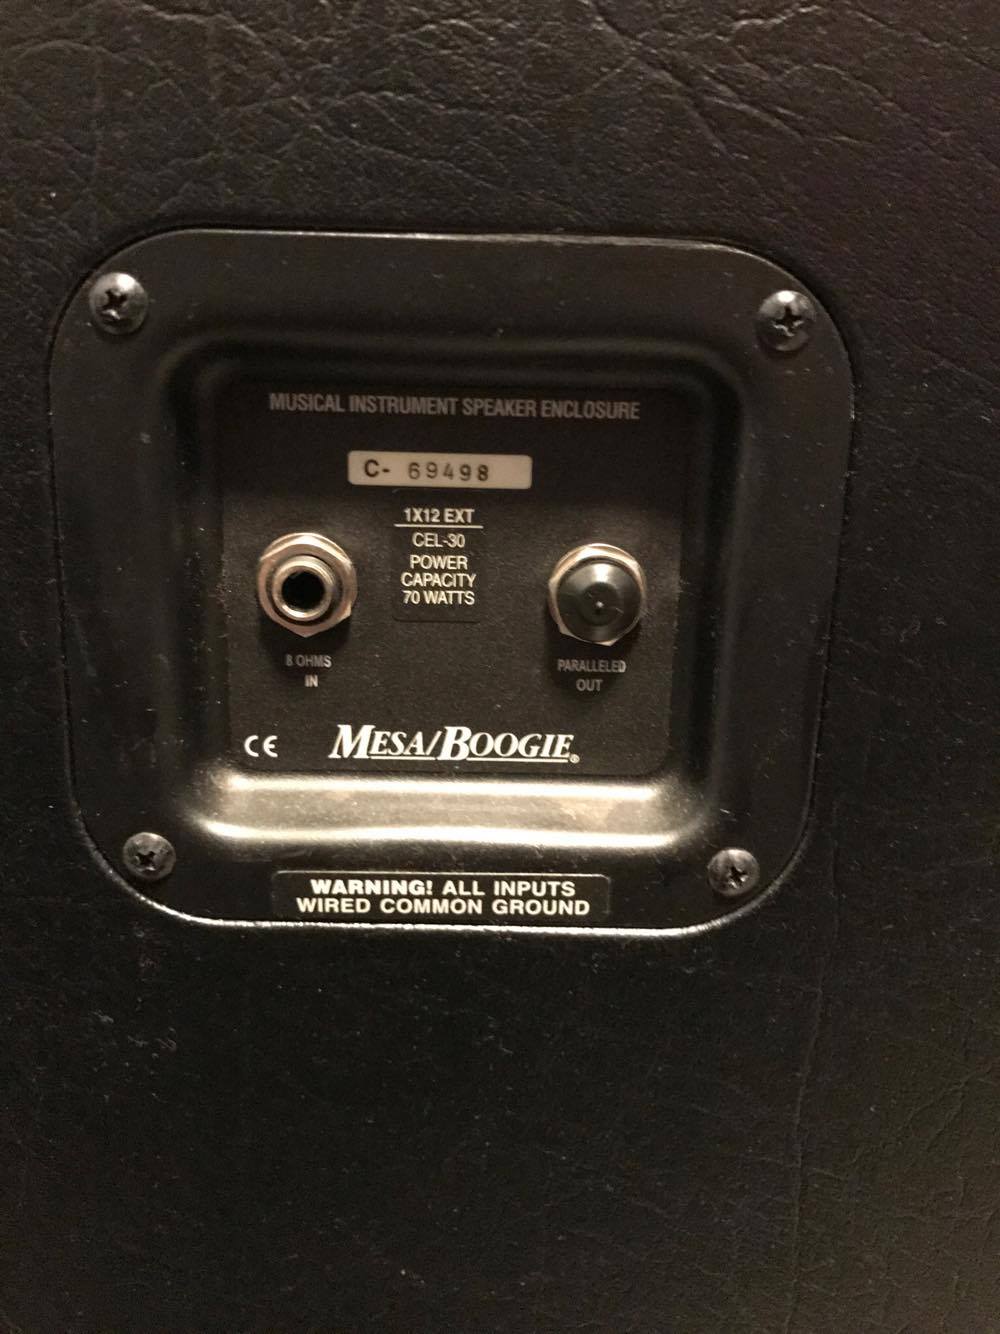 MUSICAL INSTRUMENT SPEAKER ENCLOSURE
C- 69498
1X12 EXT
CEL-30
POWER
CAPACITY
70 WATTS
8 OHMS
IN
PARALLELED
OUT
CE
MESA/BOOGIE®
WARNING! ALL INPUTS
WIRED COMMON GROUND